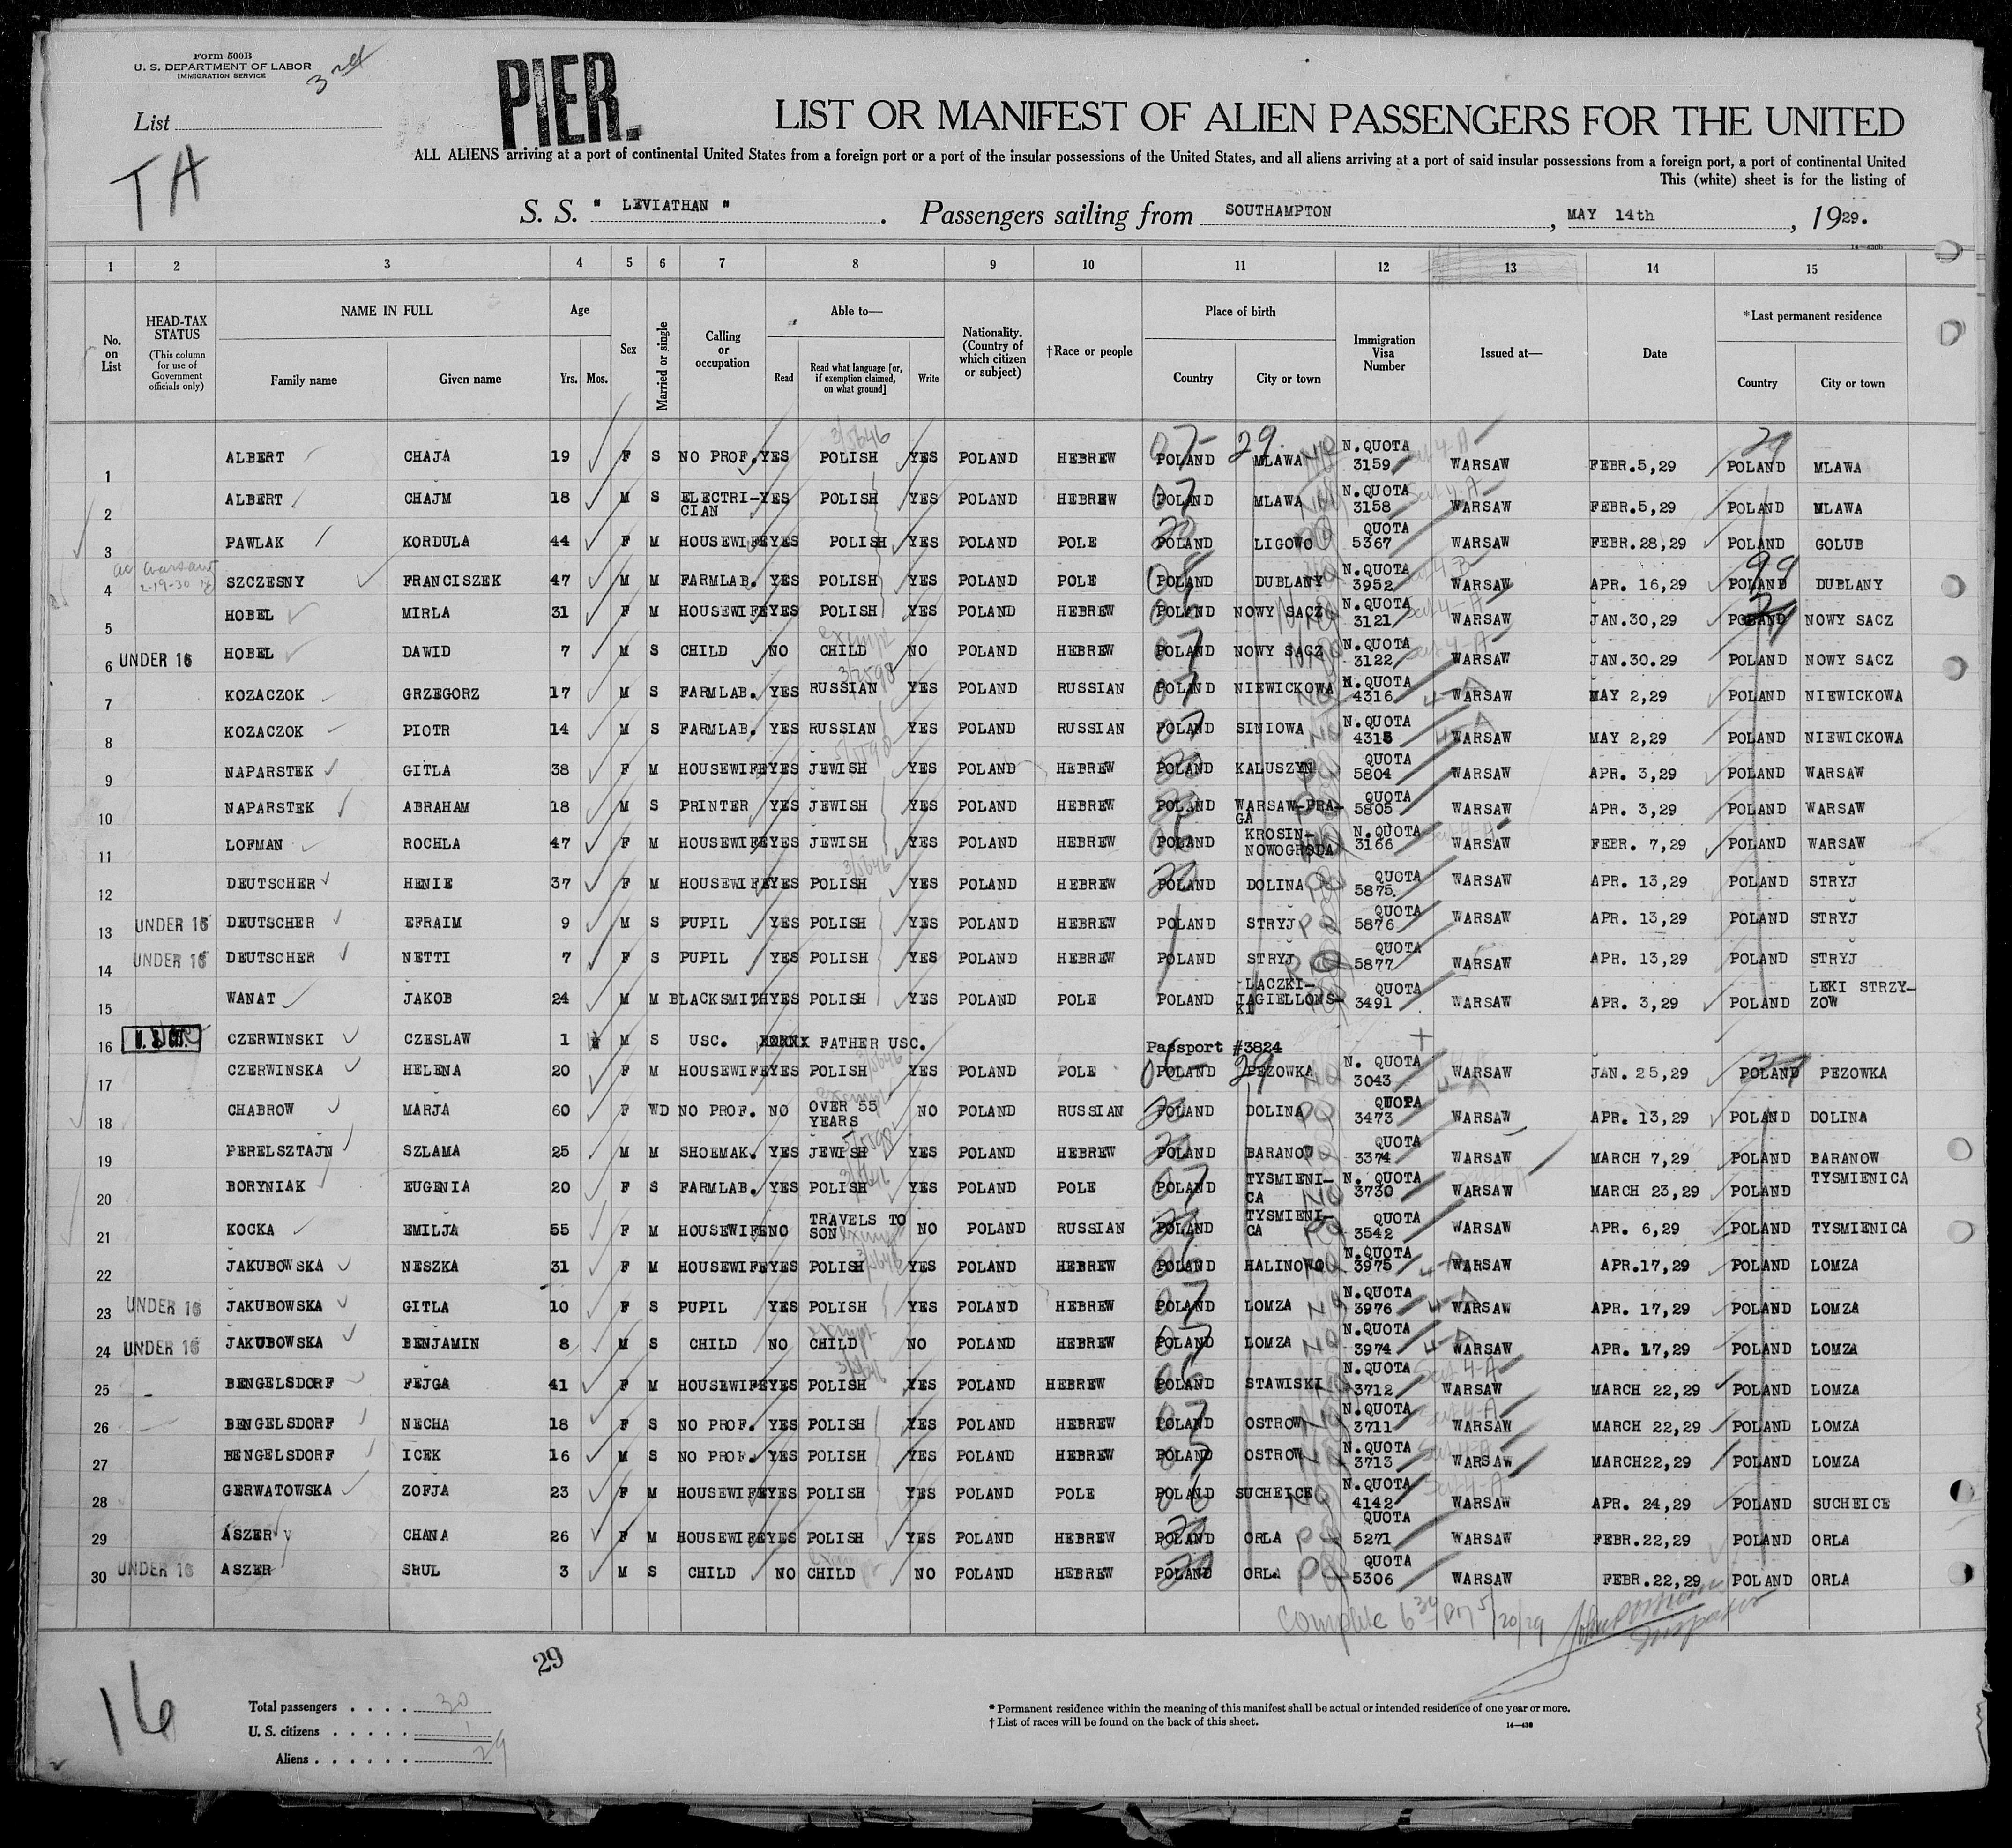 Form 500B
U. S. DEPARTMENT OF LABOR
IMMIGRATION SERVICE
3rd
PIER.
List
TA
LIST OR MANIFEST OF ALIEN PASSENGERS FOR THE UNITED
ALL ALIENS arriving at a port of continental United States from a foreign port or a port of the insular possessions of the United States, and all aliens arriving at a port of said insular possessions from a foreign port, a port of continental United
This (white) sheet is for the listing of
S. S. " LEVIATHAN " . Passengers sailing from SOUTHAMPTON , MAY 14th , 1929.
14—430b
1 2 3 4 5 6 7 8 9 10 11 12 13 14 15
No. on List
HEAD-TAX STATUS (This column for use of Government officials only)
NAME IN FULL Family name Given name
Age Yrs. Mos.
Sex
Married or single
Calling or occupation
Able to— Read Read what language [or, if exemption claimed, on what ground] Write
Nationality. (Country of which citizen or subject)
†Race or people
Place of birth Country City or town
Immigration Visa Number
Issued at—
Date
*Last permanent residence Country City or town
1 ALBERT CHAJA 19 F S NO PROF. YES POLISH YES POLAND HEBREW POLAND MLAWA N.QUOTA 3159 WARSAW FEBR.5,29 POLAND MLAWA
2 ALBERT CHAJM 18 M S ELECTRI-CIAN YES POLISH YES POLAND HEBREW POLAND MLAWA N.QUOTA 3158 WARSAW FEBR.5,29 POLAND MLAWA
3 PAWLAK KORDULA 44 F M HOUSEWIFE YES POLISH YES POLAND POLE POLAND LIGOWO QUOTA 5367 WARSAW FEBR.28,29 POLAND GOLUB
4 SZCZESNY FRANCISZEK 47 M M FARMLAB. YES POLISH YES POLAND POLE POLAND DUBLANY N.QUOTA 3952 WARSAW APR. 16,29 POLAND DUBLANY
5 HOBEL MIRLA 31 F M HOUSEWIFE YES POLISH YES POLAND HEBREW POLAND NOWY SACZ N.QUOTA 3121 WARSAW JAN.30,29 POLAND NOWY SACZ
6 UNDER 16 HOBEL DAWID 7 M S CHILD NO CHILD NO POLAND HEBREW POLAND NOWY SACZ N.QUOTA 3122 WARSAW JAN.30.29 POLAND NOWY SACZ
7 KOZACZOK GRZEGORZ 17 M S FARMLAB. YES RUSSIAN YES POLAND RUSSIAN POLAND NIEWICKOWA N.QUOTA 4316 WARSAW MAY 2,29 POLAND NIEWICKOWA
8 KOZACZOK PIOTR 14 M S FARMLAB. YES RUSSIAN YES POLAND RUSSIAN POLAND SINIOWA N.QUOTA 4315 WARSAW MAY 2,29 POLAND NIEWICKOWA
9 NAPARSTEK GITLA 38 F M HOUSEWIFE YES JEWISH YES POLAND HEBREW POLAND KALUSZYN QUOTA 5804 WARSAW APR. 3,29 POLAND WARSAW
10 NAPARSTEK ABRAHAM 18 M S PRINTER YES JEWISH YES POLAND HEBREW POLAND WARSAW-PRA-GA QUOTA 5805 WARSAW APR. 3,29 POLAND WARSAW
11 LOFMAN ROCHLA 47 F M HOUSEWIFE YES JEWISH YES POLAND HEBREW POLAND KROSIN-NOWOGRODA N.QUOTA 3166 WARSAW FEBR. 7,29 POLAND WARSAW
12 DEUTSCHER HENIE 37 F M HOUSEWIFE YES POLISH YES POLAND HEBREW POLAND DOLINA QUOTA 5875 WARSAW APR. 13,29 POLAND STRYJ
13 UNDER 16 DEUTSCHER EFRAIM 9 M S PUPIL YES POLISH YES POLAND HEBREW POLAND STRYJ QUOTA 5876 WARSAW APR. 13,29 POLAND STRYJ
14 UNDER 16 DEUTSCHER NETTI 7 F S PUPIL YES POLISH YES POLAND HEBREW POLAND STRYJ QUOTA 5877 WARSAW APR. 13,29 POLAND STRYJ
15 WANAT JAKOB 24 M M BLACKSMITH YES POLISH YES POLAND POLE POLAND LACZKI-JAGIELLONS-KI QUOTA 3491 WARSAW APR. 3,29 POLAND LEKI STRZY-ZOW
16 CZERWINSKI CZESLAW 1 M S USC. FATHER USC. Passport #3824
17 CZERWINSKA HELENA 20 F M HOUSEWIFE YES POLISH YES POLAND POLE POLAND PEZOWKA N. QUOTA 3043 WARSAW JAN. 25,29 POLAND PEZOWKA
18 CHABROW MARJA 60 F WD NO PROF. NO OVER 55 YEARS NO POLAND RUSSIAN POLAND DOLINA QUOTA 3473 WARSAW APR. 13,29 POLAND DOLINA
19 PERELSZTAJN SZLAMA 25 M M SHOEMAK. YES JEWISH YES POLAND HEBREW POLAND BARANOW QUOTA 3374 WARSAW MARCH 7,29 POLAND BARANOW
20 BORYNIAK EUGENIA 20 F S FARMLAB. YES POLISH YES POLAND POLE POLAND TYSMIENI-CA N. QUOTA 3730 WARSAW MARCH 23,29 POLAND TYSMIENICA
21 KOCKA EMILJA 55 F M HOUSEWIFE NO TRAVELS TO SON NO POLAND RUSSIAN POLAND TYSMIENI-CA QUOTA 3542 WARSAW APR. 6,29 POLAND TYSMIENICA
22 JAKUBOWSKA NESZKA 31 F M HOUSEWIFE YES POLISH YES POLAND HEBREW POLAND HALINOWO N.QUOTA 3975 WARSAW APR.17,29 POLAND LOMZA
23 UNDER 16 JAKUBOWSKA GITLA 10 F S PUPIL YES POLISH YES POLAND HEBREW POLAND LOMZA N.QUOTA 3976 WARSAW APR. 17,29 POLAND LOMZA
24 UNDER 16 JAKUBOWSKA BENJAMIN 8 M S CHILD NO CHILD NO POLAND HEBREW POLAND LOMZA N.QUOTA 3974 WARSAW APR. 17,29 POLAND LOMZA
25 BENGELSDORF FEJGA 41 F M HOUSEWIFE YES POLISH YES POLAND HEBREW POLAND STAWISKI N.QUOTA 3712 WARSAW MARCH 22,29 POLAND LOMZA
26 BENGELSDORF NECHA 18 F S NO PROF. YES POLISH YES POLAND HEBREW POLAND OSTROW N.QUOTA 3711 WARSAW MARCH 22,29 POLAND LOMZA
27 BENGELSDORF ICEK 16 M S NO PROF. YES POLISH YES POLAND HEBREW POLAND OSTROW N.QUOTA 3713 WARSAW MARCH22,29 POLAND LOMZA
28 GERWATOWSKA ZOFJA 23 F M HOUSEWIFE YES POLISH YES POLAND POLE POLAND SUCHEICE N.QUOTA 4142 WARSAW APR. 24,29 POLAND SUCHEICE
29 ASZER CHANA 26 F M HOUSEWIFE YES POLISH YES POLAND HEBREW POLAND ORLA QUOTA 5271 WARSAW FEBR.22,29 POLAND ORLA
30 UNDER 16 ASZER SRUL 3 M S CHILD NO CHILD NO POLAND HEBREW POLAND ORLA QUOTA 5306 WARSAW FEBR.22,29 POLAND ORLA
Complete 6 30 pm 5/20/29 Inspector
29
16
Total passengers . . . . 30
U. S. citizens . . . . . 1
Aliens . . . . . . 29
* Permanent residence within the meaning of this manifest shall be actual or intended residence of one year or more.
† List of races will be found on the back of this sheet.
14—430